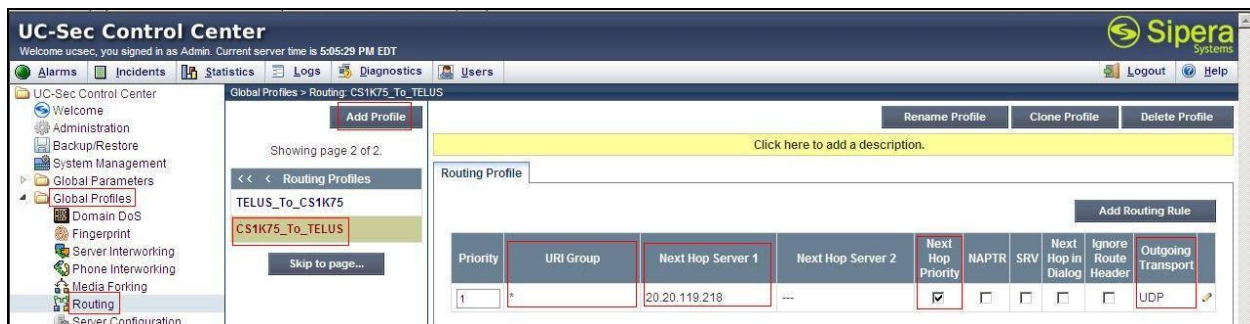 UC-Sec Control Center
Welcome ucsec, you signed in as Admin. Current server time is 5:05:29 PM EDT
Sipera
Systems
Alarms Incidents Statistics Logs Diagnostics Users Logout Help
UC-Sec Control Center
Welcome
Administration
Backup/Restore
System Management
Global Parameters
Global Profiles
Domain DoS
Fingerprint
Server Interworking
Phone Interworking
Media Forking
Routing
Server Configuration
Global Profiles > Routing: CS1K75_To_TELUS
Add Profile
Showing page 2 of 2.
<< < Routing Profiles
TELUS_To_CS1K75
CS1K75_To_TELUS
Skip to page...
Rename Profile Clone Profile Delete Profile
Click here to add a description.
Routing Profile
Add Routing Rule
Priority URI Group Next Hop Server 1 Next Hop Server 2 Next Hop Priority NAPTR SRV Next Hop in Dialog Ignore Route Header Outgoing Transport
1 * 20.20.119.218 --- UDP